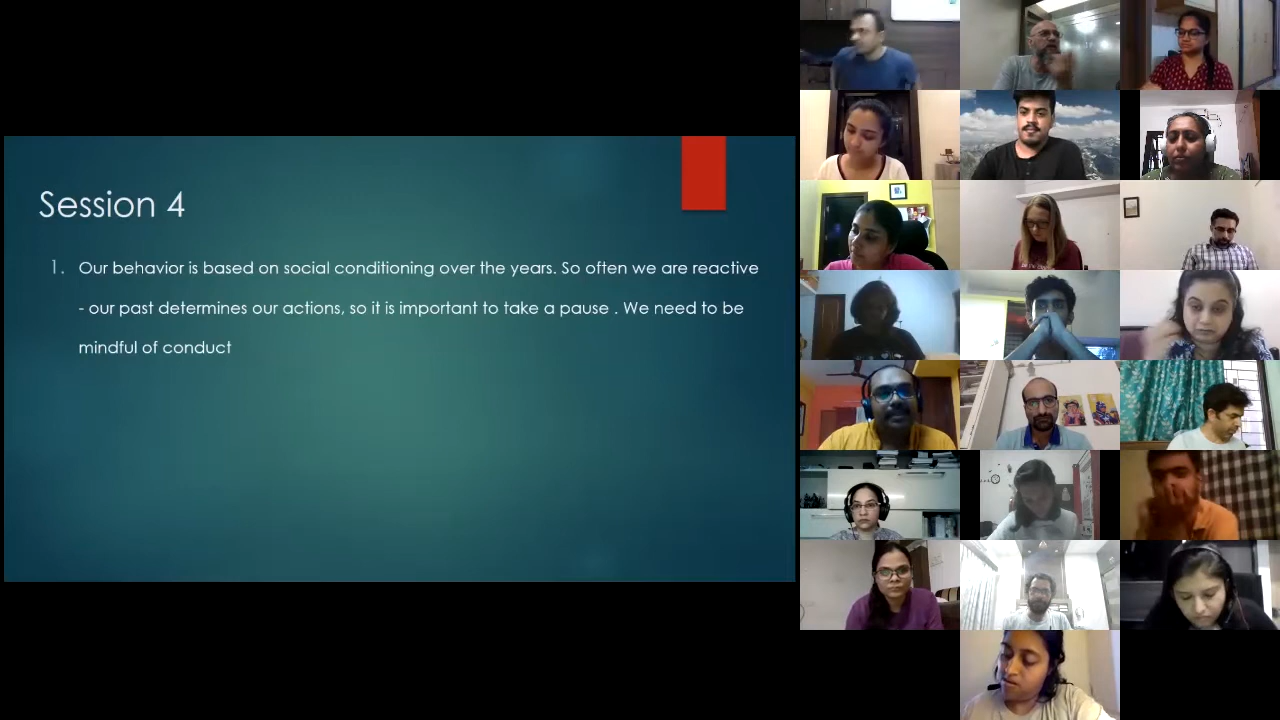 Session 4
1. Our behavior is based on social conditioning over the years. So often we are reactive
- our past determines our actions, so it is important to take a pause . We need to be
mindful of conduct